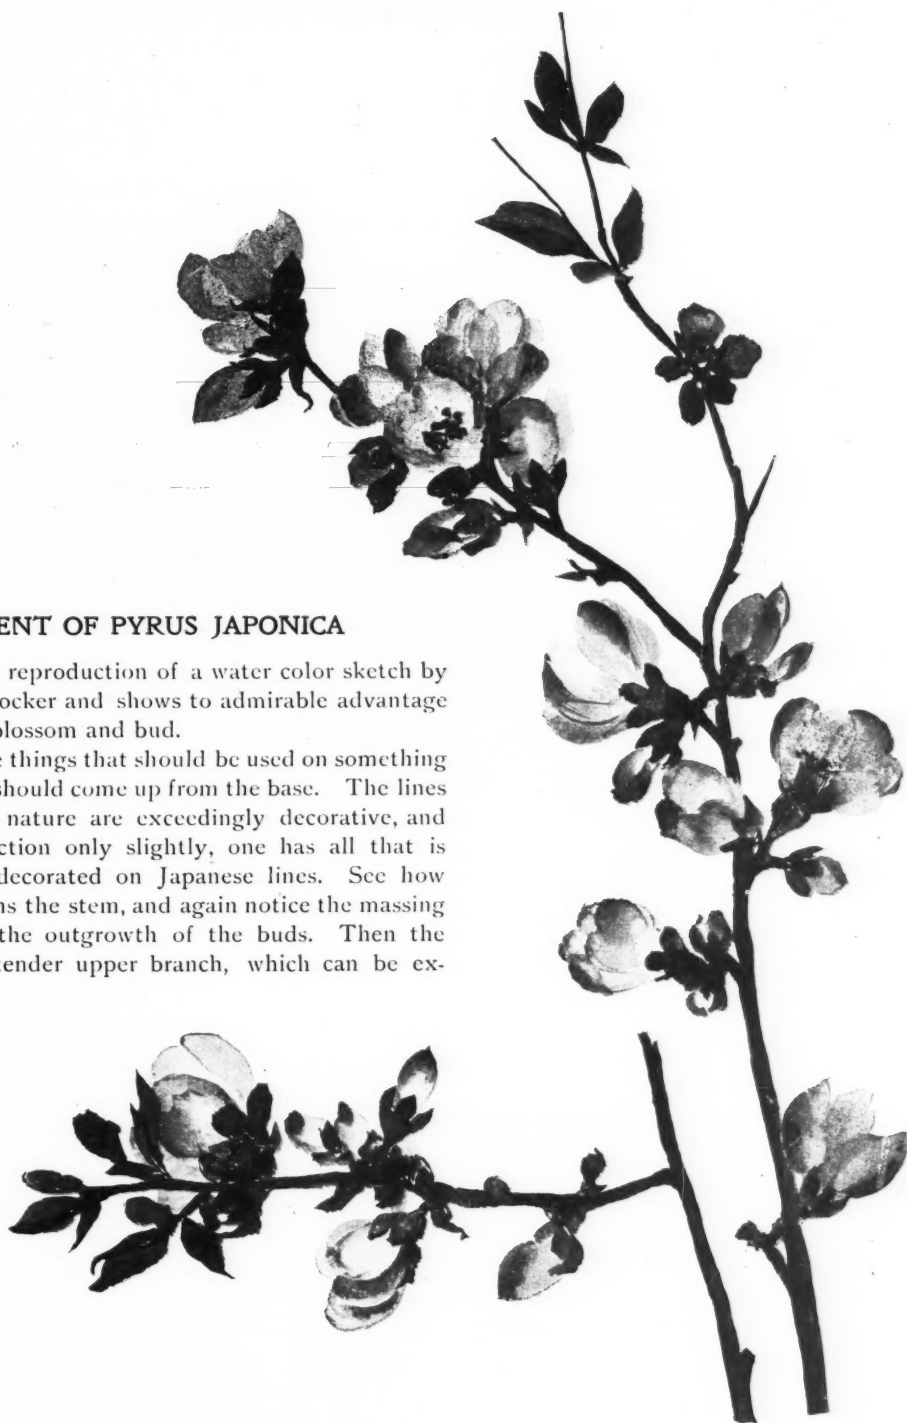 ENT OF PYRUS JAPONICA
reproduction of a water color sketch by
ocker and shows to admirable advantage
lossom and bud.
things that should be used on something
should come up from the base. The lines
nature are exceedingly decorative, and
ction only slightly, one has all that is
decorated on Japanese lines. See how
ns the stem, and again notice the massing
the outgrowth of the buds. Then the
ender upper branch, which can be ex-